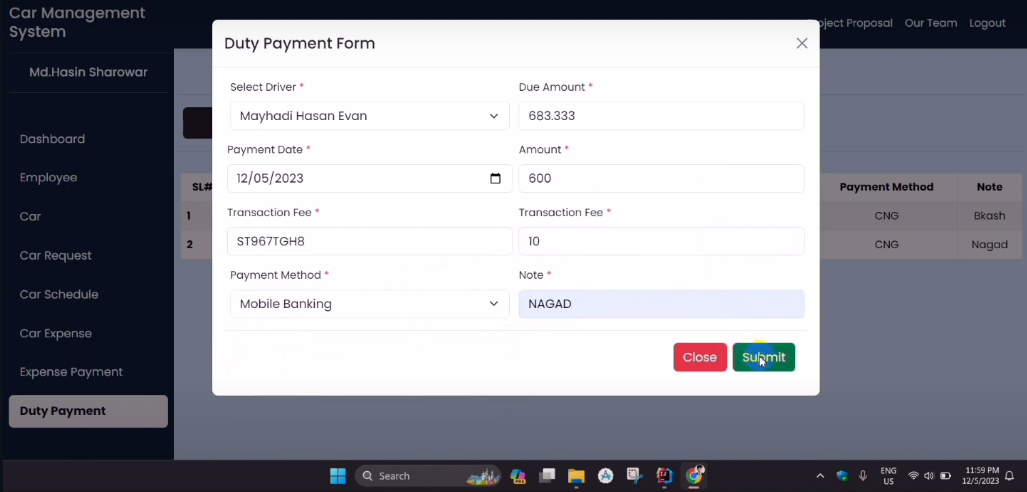 Car Management
System
Project Proposal Our Team Logout
Md.Hasin Sharowar
Dashboard
Employee
Car
Car Request
Car Schedule
Car Expense
Expense Payment
Duty Payment
Duty Payment Form
Select Driver *
Due Amount *
Mayhadi Hasan Evan
683.333
Payment Date *
Amount *
12/05/2023
600
Transaction Fee *
Transaction Fee *
ST967TGH8
10
Payment Method *
Note *
Mobile Banking
NAGAD
Close
Submit
SL#
Payment Method
Note
1
CNG
Bkash
2
CNG
Nagad
Search
ENG
US
11:59 PM
12/5/2023